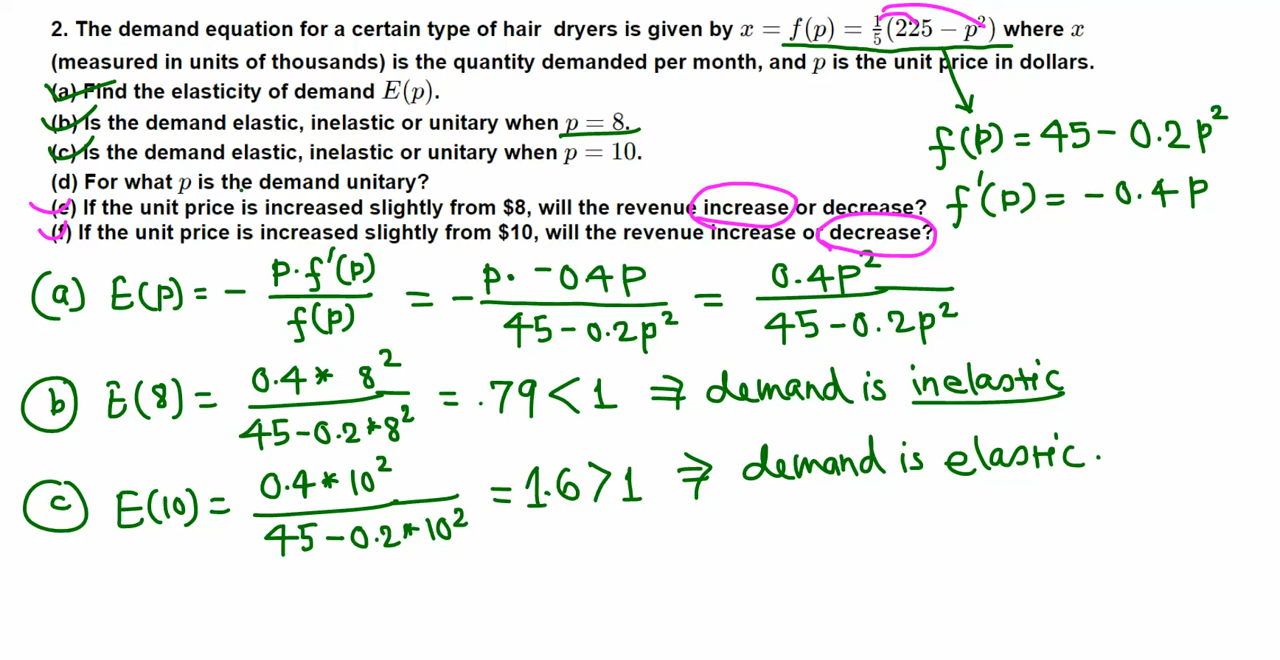 2. The demand equation for a certain type of hair dryers is given by x = f(p) = 1/5(225 − p²) where x
(measured in units of thousands) is the quantity demanded per month, and p is the unit price in dollars.
(a) Find the elasticity of demand E(p).
(b) Is the demand elastic, inelastic or unitary when p = 8.
(c) Is the demand elastic, inelastic or unitary when p = 10.
(d) For what p is the demand unitary?
(e) If the unit price is increased slightly from $8, will the revenue increase or decrease?
(f) If the unit price is increased slightly from $10, will the revenue increase or decrease?
f(p) = 45 - 0.2p²
f'(p) = -0.4p
(a) E(p) = - p·f'(p) / f(p) = - p· -0.4p / 45-0.2p² = 0.4p² / 45-0.2p²
(b) E(8) = 0.4* 8² / 45-0.2*8² = .79 < 1 ⇒ demand is inelastic
(c) E(10) = 0.4*10² / 45-0.2*10² = 1.6 > 1 ⇒ demand is elastic.